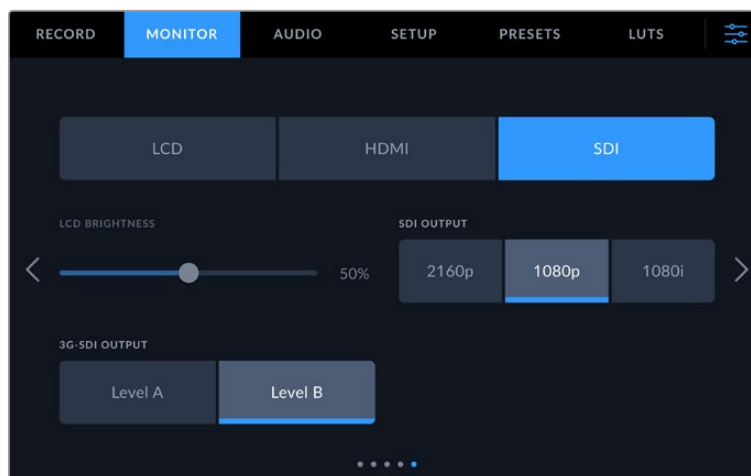 RECORD MONITOR AUDIO SETUP PRESETS LUTS
LCD HDMI SDI
LCD BRIGHTNESS SDI OUTPUT
50% 2160p 1080p 1080i
3G-SDI OUTPUT
Level A Level B